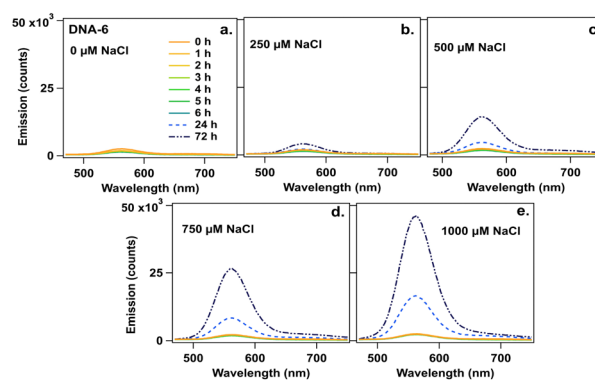 50 x10³
DNA-6
a.
b.
c
0 µM NaCl
250 µM NaCl
500 µM NaCl
0 h
1 h
2 h
3 h
4 h
5 h
6 h
24 h
72 h
Emission (counts)
25
0
500 600 700
500 600 700
500 600 700
Wavelength (nm)
Wavelength (nm)
Wavelength (nm)
50 x10³
d.
e.
750 µM NaCl
1000 µM NaCl
Emission (counts)
25
0
500 600 700
500 600 700
Wavelength (nm)
Wavelength (nm)